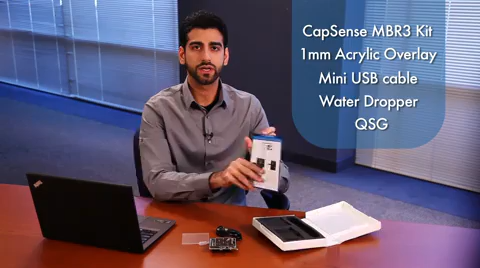 CapSense MBR3 Kit
1mm Acrylic Overlay
Mini USB cable
Water Dropper
QSG